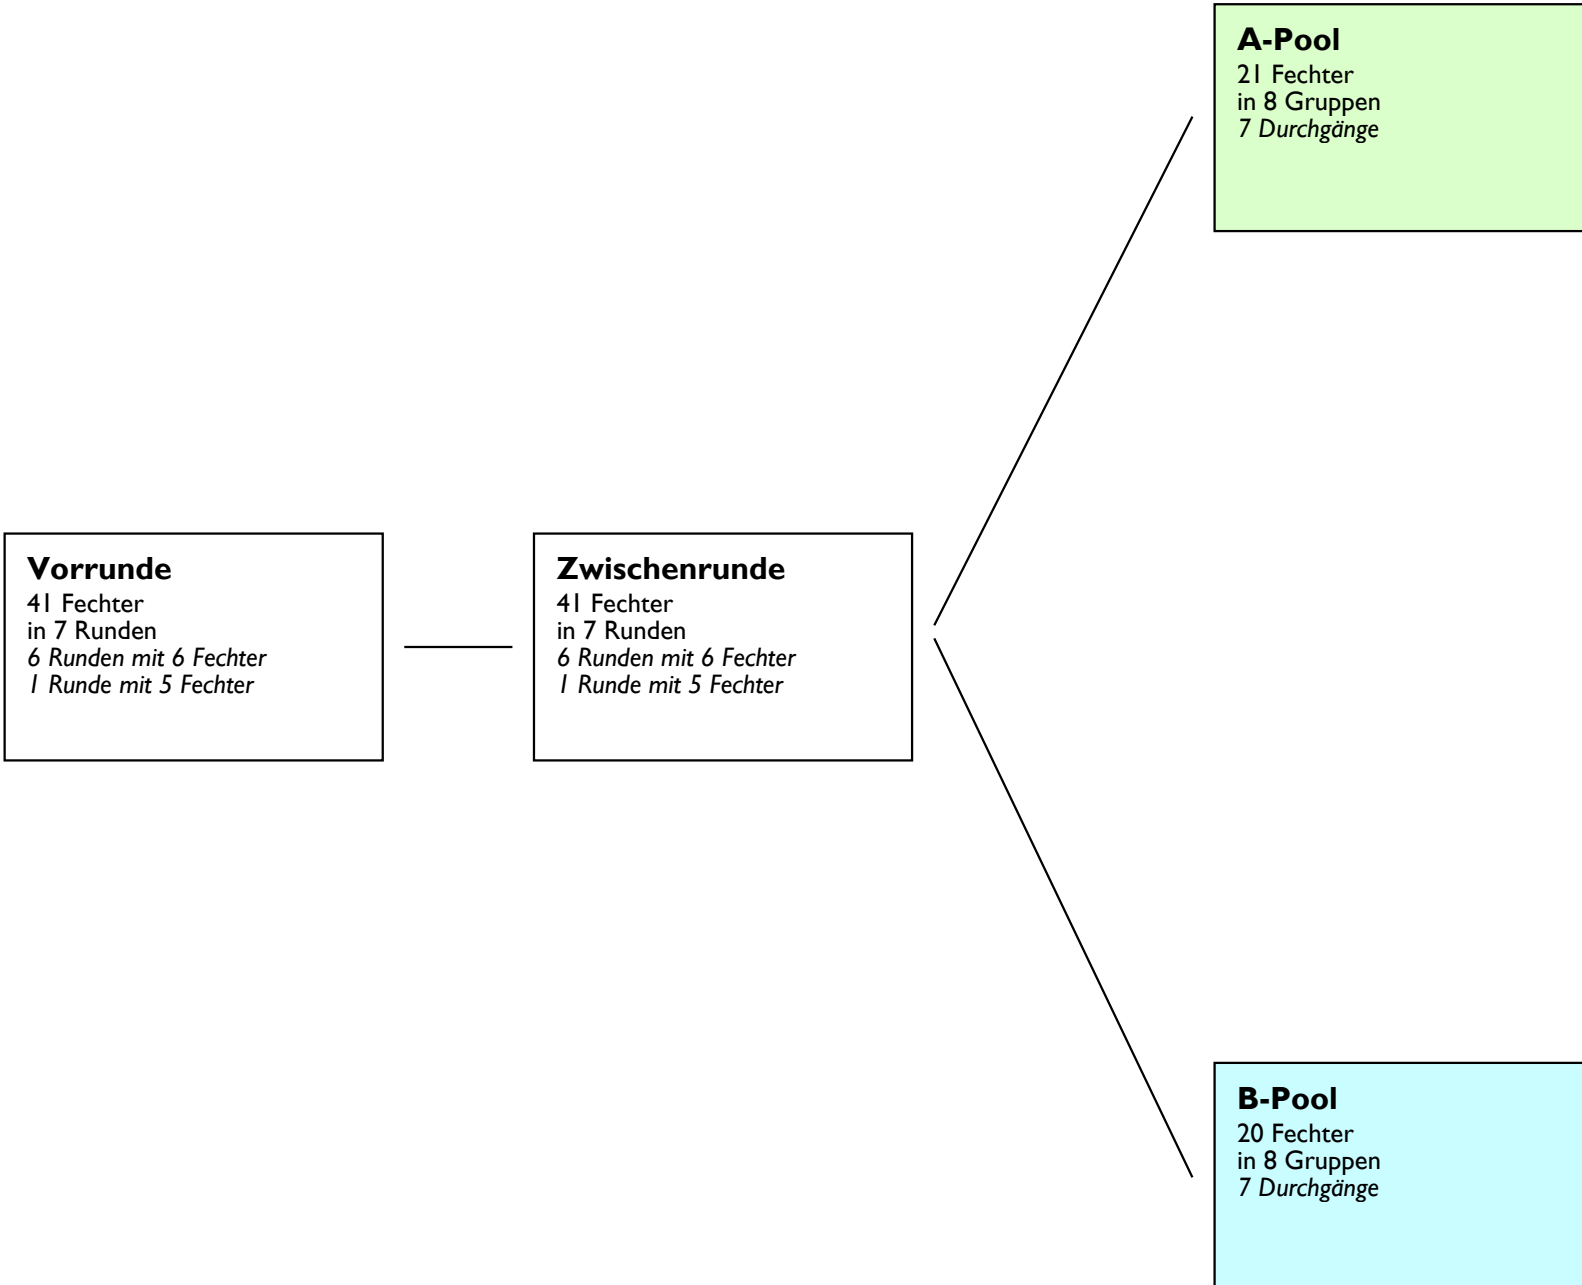 A-Pool
21 Fechter
in 8 Gruppen
7 Durchgänge
Vorrunde
41 Fechter
in 7 Runden
6 Runden mit 6 Fechter
1 Runde mit 5 Fechter
Zwischenrunde
41 Fechter
in 7 Runden
6 Runden mit 6 Fechter
1 Runde mit 5 Fechter
B-Pool
20 Fechter
in 8 Gruppen
7 Durchgänge